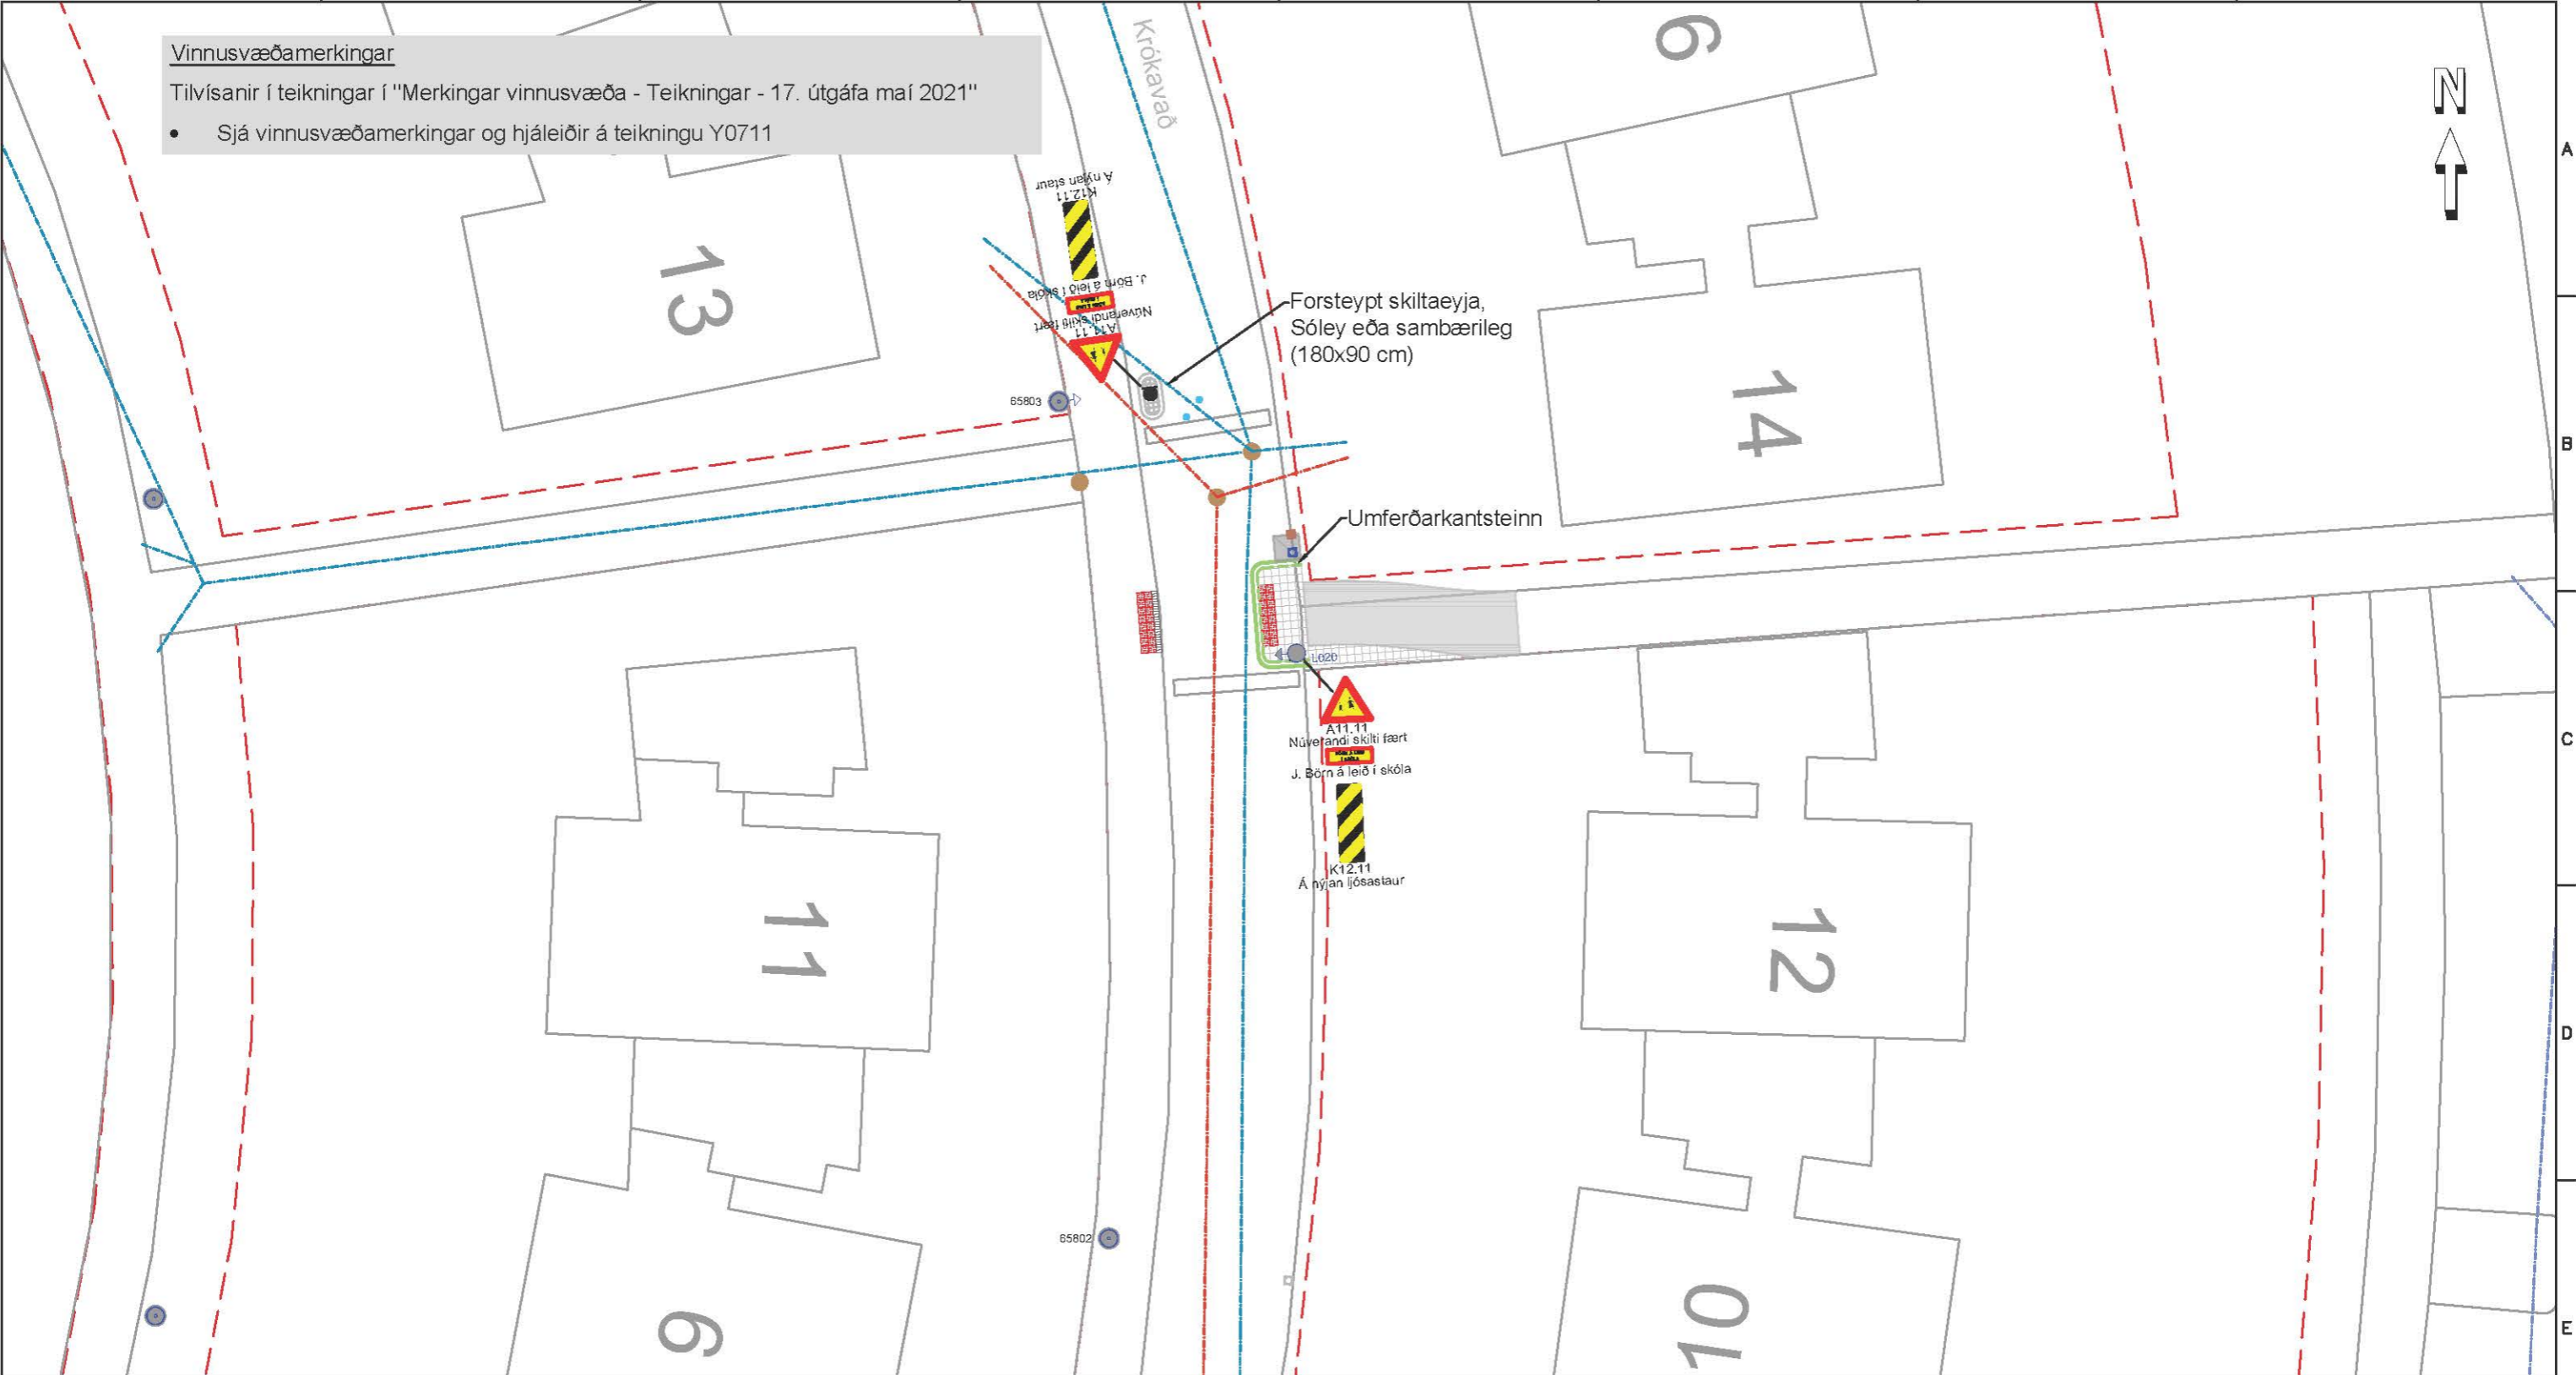 Vinnusvæðamerkingar
Tilvísanir í teikningar í "Merkingar vinnusvæða - Teikningar - 17. útgáfa maí 2021"
• Sjá vinnusvæðamerkingar og hjáleiðir á teikningu Y0711
Krókavað
N
A
K12.11
Á nýjan staur
J. Börn á leið í skóla
A11.11
Núverandi skilti fært
Forsteypt skiltaeyja,
Sóley eða sambærileg
(180x90 cm)
65803
13
14
B
Umferðarkantsteinn
L020
A11.11
Núverandi skilti fært
J. Börn á leið í skóla
K12.11
Á nýjan ljósastaur
C
11
12
D
65802
10
E